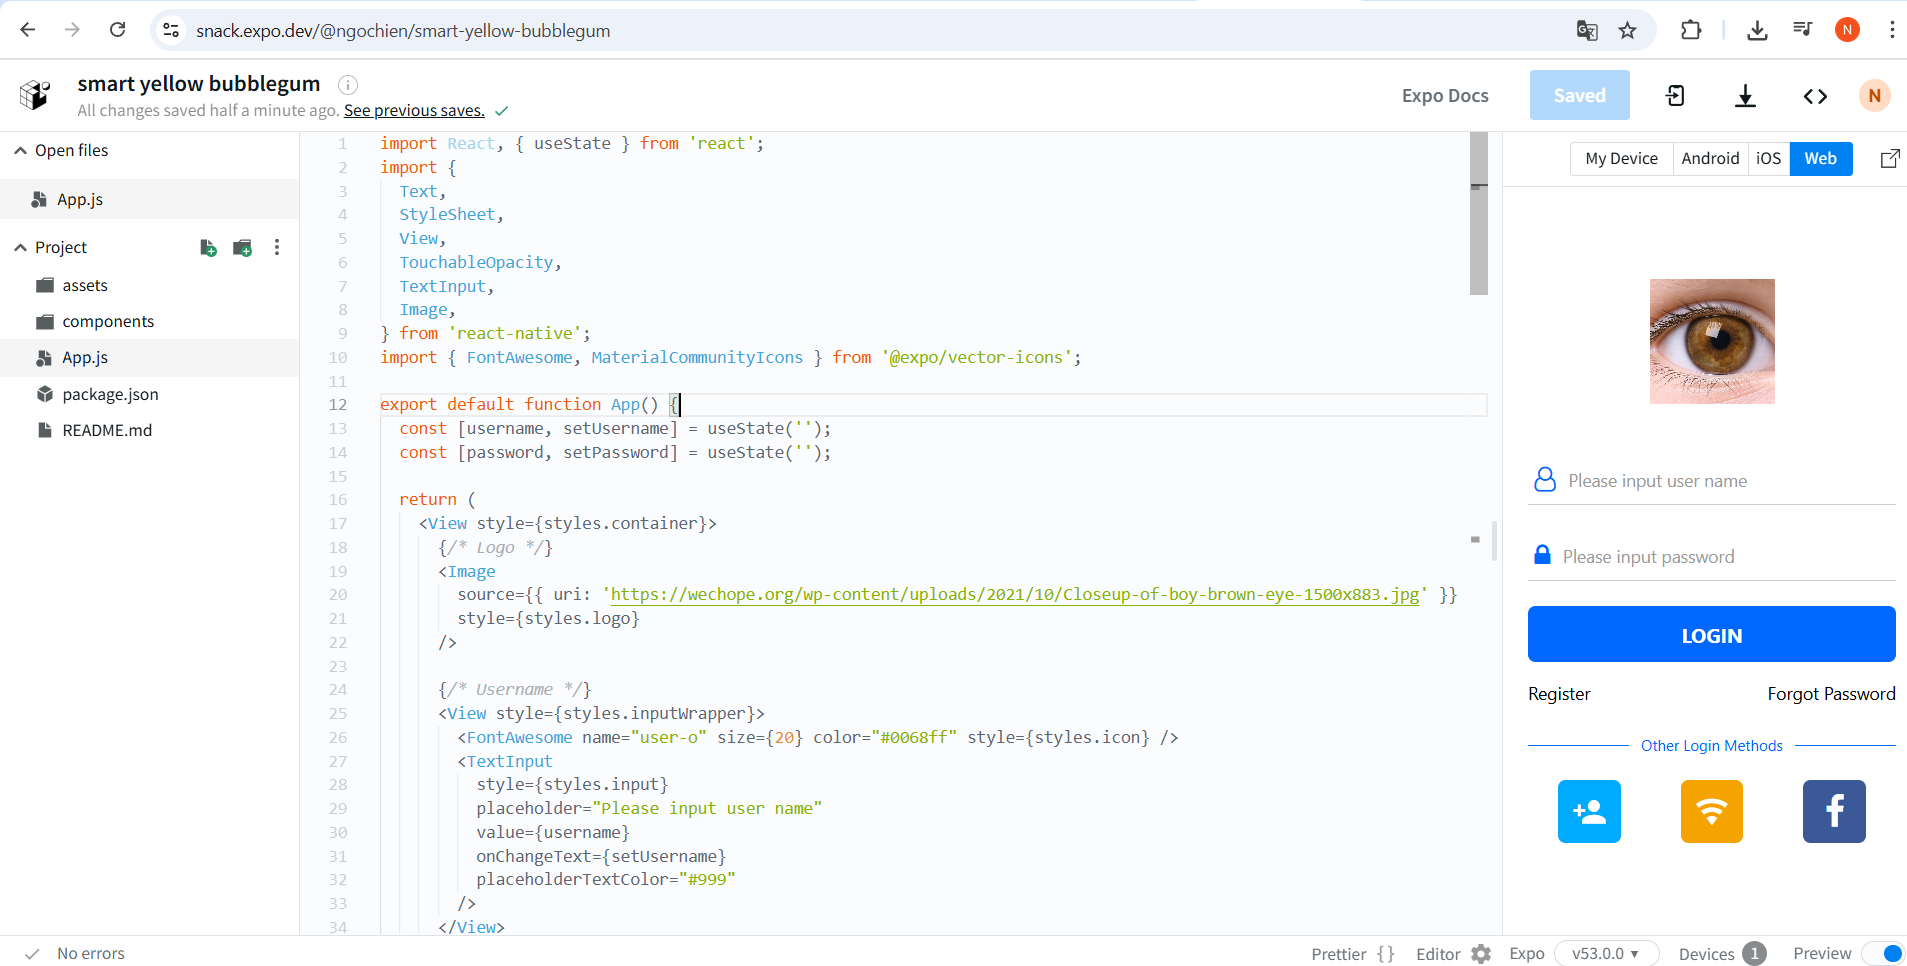 snack.expo.dev/@ngochien/smart-yellow-bubblegum
N
smart yellow bubblegum
All changes saved half a minute ago. See previous saves.
Expo Docs
Saved
N
Open files
App.js
Project
assets
components
App.js
package.json
README.md
1 import React, { useState } from 'react';
2 import {
3 Text,
4 StyleSheet,
5 View,
6 TouchableOpacity,
7 TextInput,
8 Image,
9 } from 'react-native';
10 import { FontAwesome, MaterialCommunityIcons } from '@expo/vector-icons';
11
12 export default function App() {
13 const [username, setUsername] = useState('');
14 const [password, setPassword] = useState('');
15
16 return (
17 <View style={styles.container}>
18 {/* Logo */}
19 <Image
20 source={{ uri: 'https://wechope.org/wp-content/uploads/2021/10/Closeup-of-boy-brown-eye-1500x883.jpg' }}
21 style={styles.logo}
22 />
23
24 {/* Username */}
25 <View style={styles.inputWrapper}>
26 <FontAwesome name="user-o" size={20} color="#0068ff" style={styles.icon} />
27 <TextInput
28 style={styles.input}
29 placeholder="Please input user name"
30 value={username}
31 onChangeText={setUsername}
32 placeholderTextColor="#999"
33 />
34 </View>
My Device Android iOS Web
Please input user name
Please input password
LOGIN
Register Forgot Password
Other Login Methods
No errors
Prettier {} Editor Expo v53.0.0 Devices 1 Preview